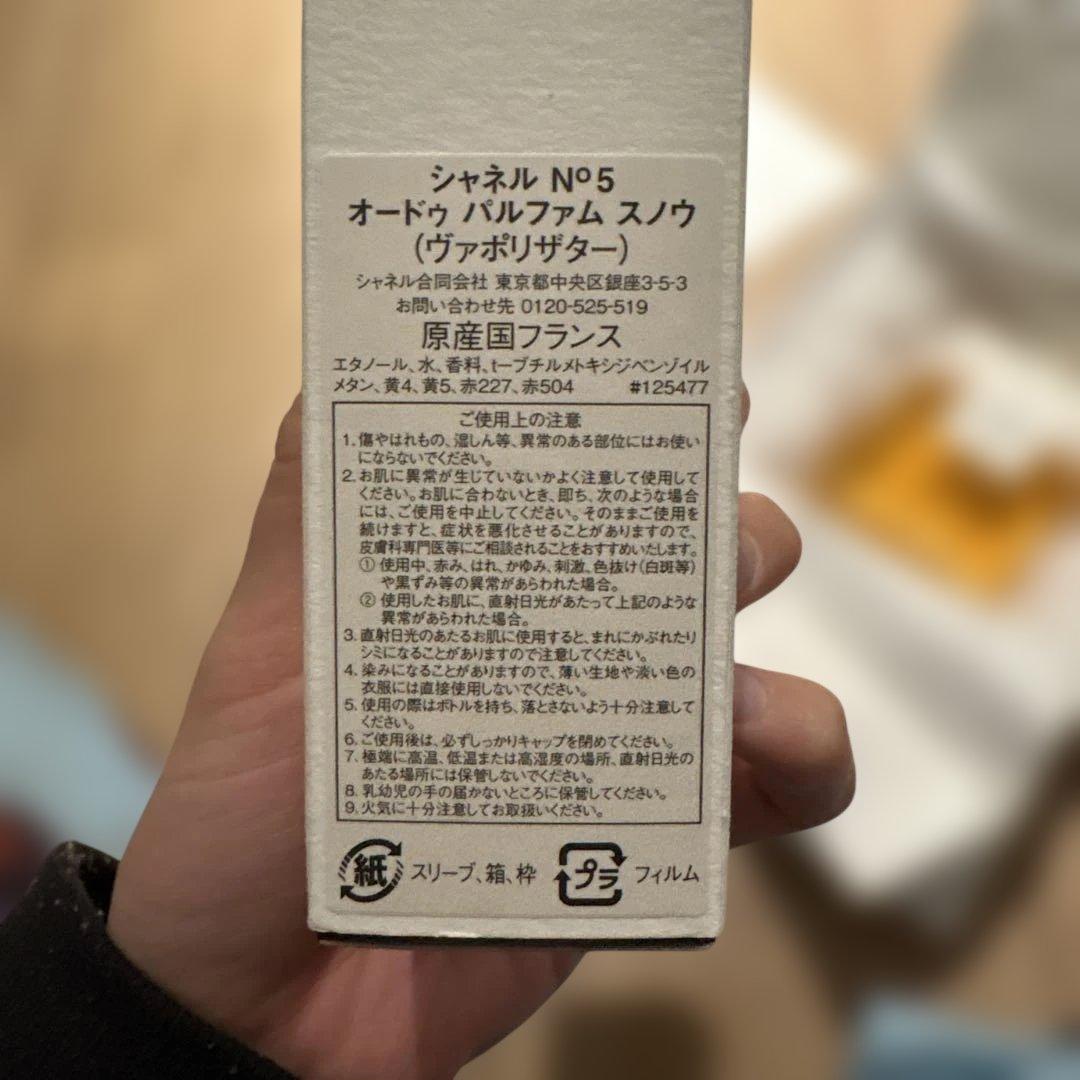 シャネル Nº5
オードゥ パルファム スノウ
(ヴァポリザター)
シャネル合同会社 東京都中央区銀座3-5-3
お問い合わせ先 0120-525-519
原産国フランス
エタノール、水、香料、t-ブチルメトキシジベンゾイル
メタン、黄4、黄5、赤227、赤504 #125477
ご使用上の注意
1. 傷やはれもの、湿しん等、異常のある部位にはお使い
にならないでください。
2. お肌に異常が生じていないかよく注意して使用して
ください。お肌に合わないとき、即ち、次のような場合
には、ご使用を中止してください。そのままご使用を
続けますと、症状を悪化させることがありますので、
皮膚科専門医等にご相談されることをおすすめいたします。
① 使用中、赤み、はれ、かゆみ、刺激、色抜け(白斑等)
や黒ずみ等の異常があらわれた場合。
② 使用したお肌に、直射日光があたって上記のような
異常があらわれた場合。
3. 直射日光のあたるお肌に使用すると、まれにかぶれたり
シミになることがありますので注意してください。
4. 染みになることがありますので、薄い生地や淡い色の
衣服には直接使用しないでください。
5. 使用の際はボトルを持ち、落とさないよう十分注意して
ください。
6. ご使用後は、必ずしっかりキャップを閉めてください。
7. 極端に高温、低温または高湿度の場所、直射日光の
あたる場所には保管しないでください。
8. 乳幼児の手の届かないところに保管してください。
9. 火気に十分注意してお取扱いください。
紙 スリーブ、箱、枠 プラ フィルム